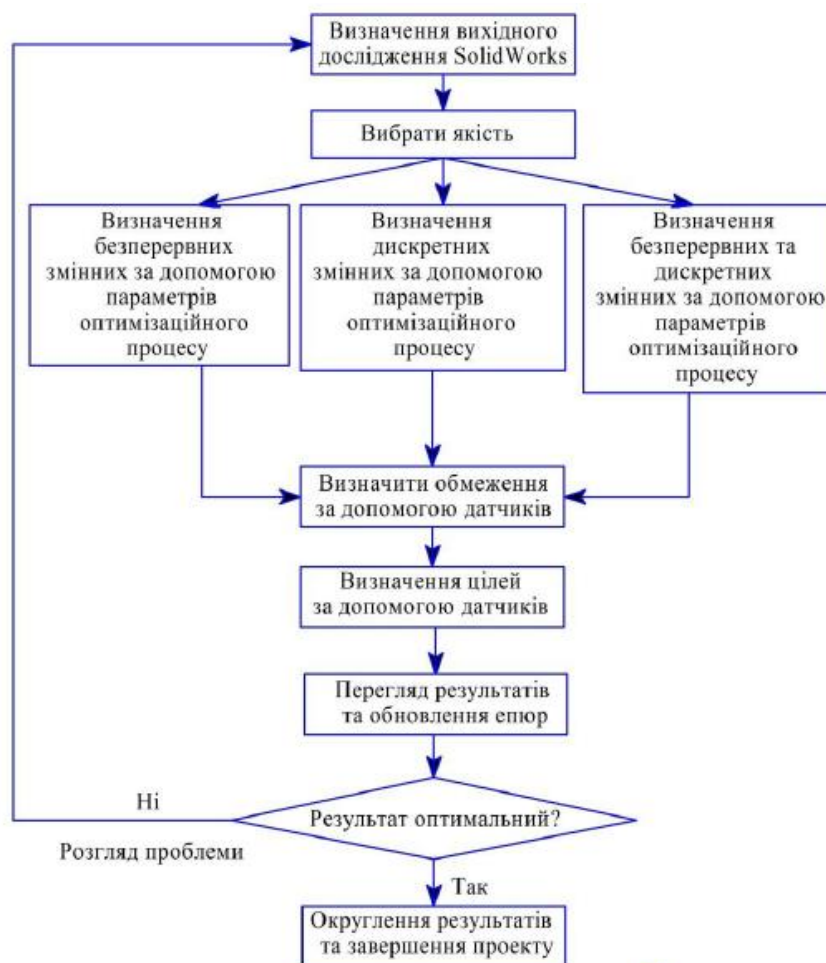 Визначення вихідного
дослідження SolidWorks
Вибрати якість
Визначення
безперервних
змінних за допомогою
параметрів
оптимізаційного
процесу
Визначення
дискретних
змінних за допомогою
параметрів
оптимізаційного
процесу
Визначення
безперервних та
дискретних
змінних за допомогою
параметрів
оптимізаційного
процесу
Визначити обмеження
за допомогою датчиків
Визначення цілей
за допомогою датчиків
Перегляд результатів
та обновлення епюр
Результат оптимальний?
Ні
Розгляд проблеми
Так
Округлення результатів
та завершення проекту